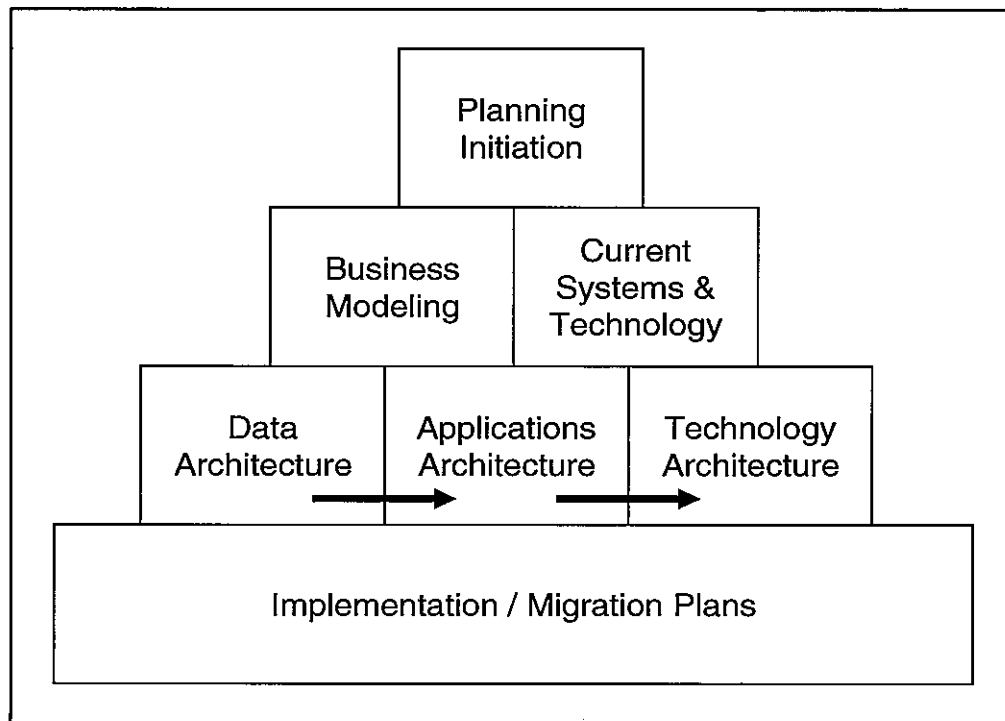 Planning
Initiation
Business
Modeling
Current
Systems &
Technology
Data
Architecture
Applications
Architecture
Technology
Architecture
Implementation / Migration Plans